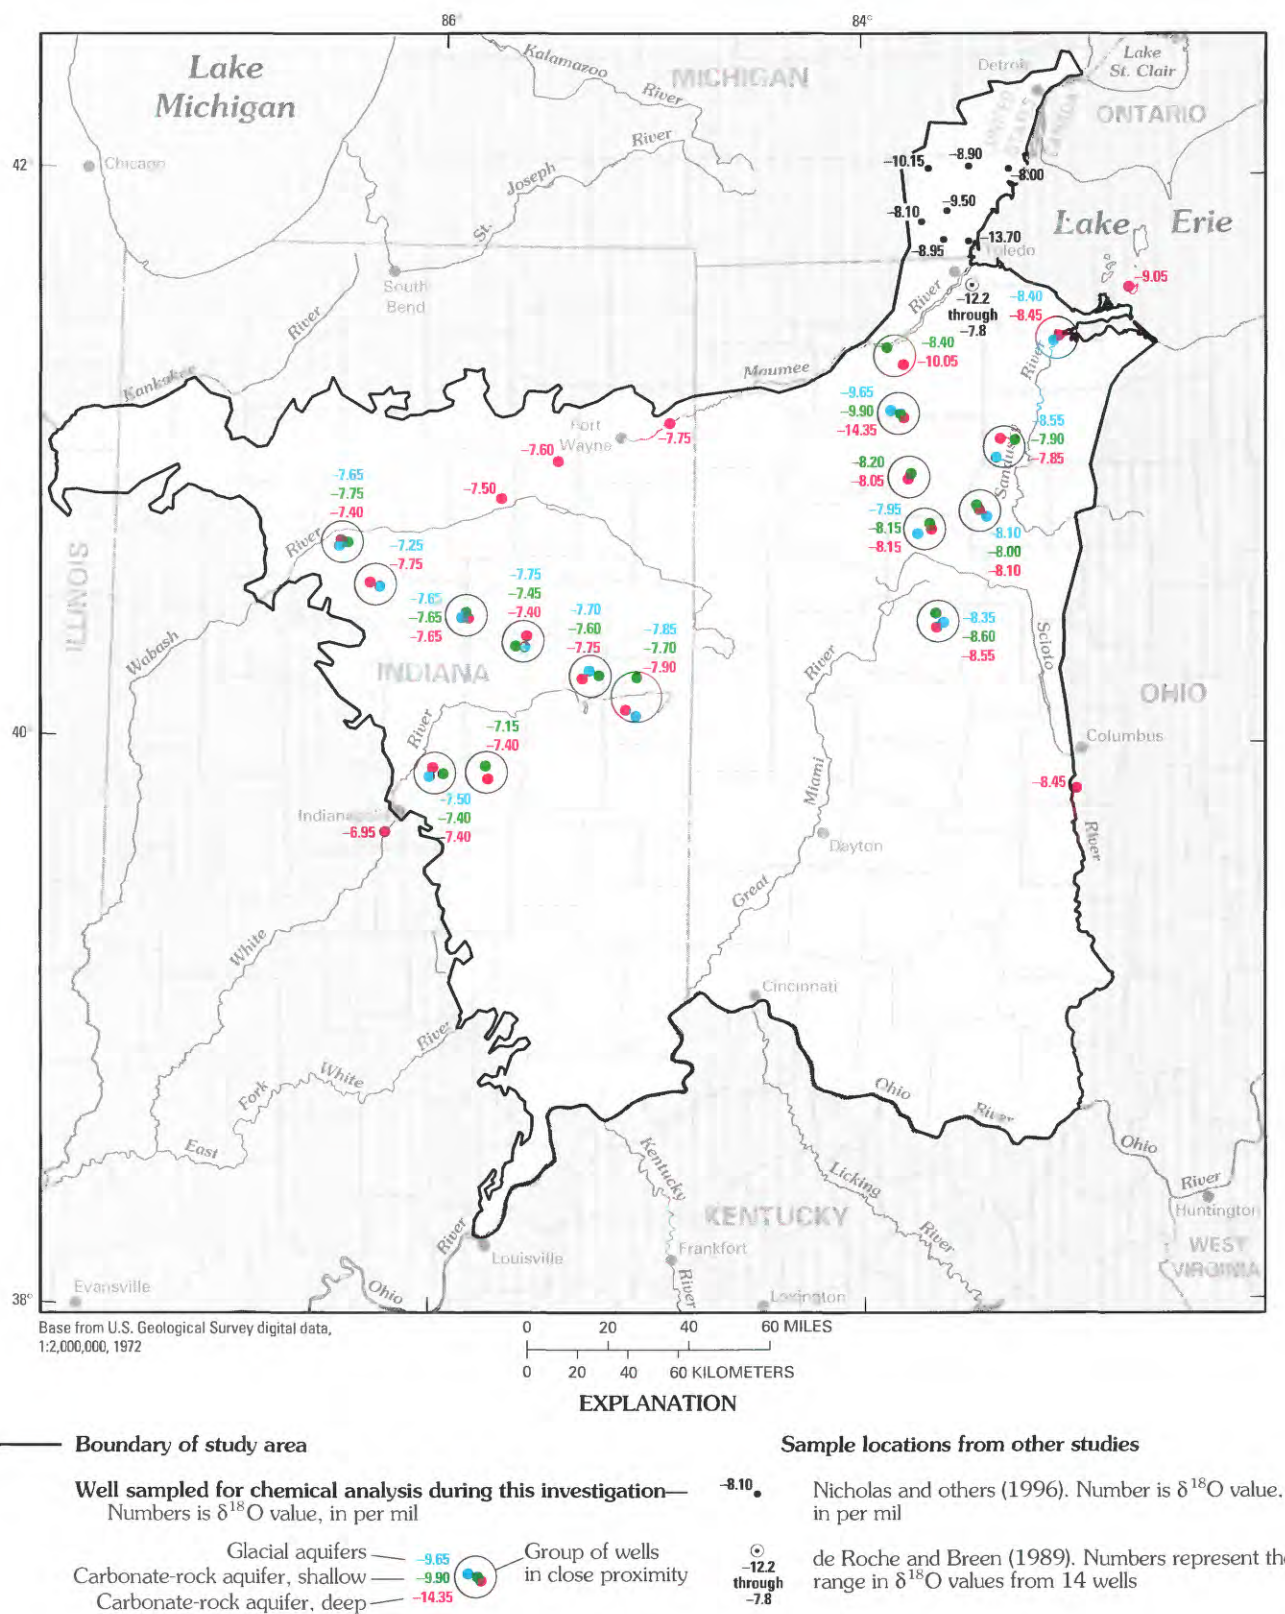 86°
84°
Lake
Michigan
Kalamazoo
River
MICHIGAN
Detroit
Lake
St. Clair
UNITED
STATES
CANADA
ONTARIO
42°
Chicago
St.
Joseph
River
-10.15
-8.90
-8.00
-8.10
-9.50
-8.95
-13.70
Toledo
Lake Erie
-9.05
South
Bend
River
Kankakee
River
-12.2
through
-7.8
-8.40
-8.45
River
Maumee
-8.40
-10.05
-9.65
-9.90
-14.35
Fort
Wayne
-7.75
-7.60
-7.50
-8.55
-7.90
-7.85
Sandusky
-8.20
-8.05
-7.95
-8.15
-8.15
-8.10
-8.00
-8.10
-7.65
-7.75
-7.40
River
-7.25
-7.75
ILLINOIS
Wabash
-7.65
-7.65
-7.65
-7.75
-7.45
-7.40
-7.70
-7.60
-7.75
-7.85
-7.70
-7.90
-8.35
-8.60
-8.55
Scioto
River
INDIANA
OHIO
40°
River
-7.15
-7.40
Columbus
-7.50
-7.40
-7.40
Indianapolis
-6.95
Miami
-8.45
River
Dayton
Great
White
Cincinnati
River
White
Fork
East
Ohio
River
Kentucky
Licking
River
Ohio
River
Huntington
KENTUCKY
WEST
VIRGINIA
River
Louisville
Frankfort
River
Evansville
Ohio
Lexington
38°
Base from U.S. Geological Survey digital data,
1:2,000,000, 1972
0 20 40 60 MILES
0 20 40 60 KILOMETERS
EXPLANATION
Boundary of study area
Well sampled for chemical analysis during this investigation—
Numbers is δ¹⁸O value, in per mil
Glacial aquifers
Carbonate-rock aquifer, shallow
Carbonate-rock aquifer, deep
-9.65
-9.90
-14.35
Group of wells
in close proximity
Sample locations from other studies
-8.10
Nicholas and others (1996). Number is δ¹⁸O value,
in per mil
-12.2
through
-7.8
de Roche and Breen (1989). Numbers represent the
range in δ¹⁸O values from 14 wells